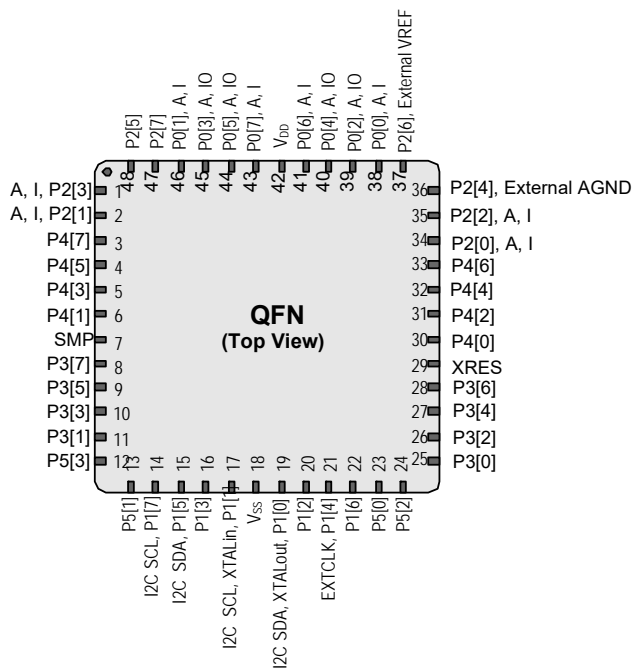 P2[5]
P2[7]
P0[1], A, I
P0[3], A, IO
P0[5], A, IO
P0[7], A, I
VDD
P0[6], A, I
P0[4], A, IO
P0[2], A, IO
P0[0], A, I
P2[6], External VREF
48
47
46
45
44
43
42
41
40
39
38
37
A, I, P2[3] 1
A, I, P2[1] 2
P4[7] 3
P4[5] 4
P4[3] 5
P4[1] 6
SMP 7
P3[7] 8
P3[5] 9
P3[3] 10
P3[1] 11
P5[3] 12
QFN
(Top View)
36 P2[4], External AGND
35 P2[2], A, I
34 P2[0], A, I
33 P4[6]
32 P4[4]
31 P4[2]
30 P4[0]
29 XRES
28 P3[6]
27 P3[4]
26 P3[2]
25 P3[0]
13
14
15
16
17
18
19
20
21
22
23
24
P5[1]
I2C SCL, P1[7]
I2C SDA, P1[5]
P1[3]
I2C SCL, XTALin, P1[1]
Vss
I2C SDA, XTALout, P1[0]
P1[2]
EXTCLK, P1[4]
P1[6]
P5[0]
P5[2]